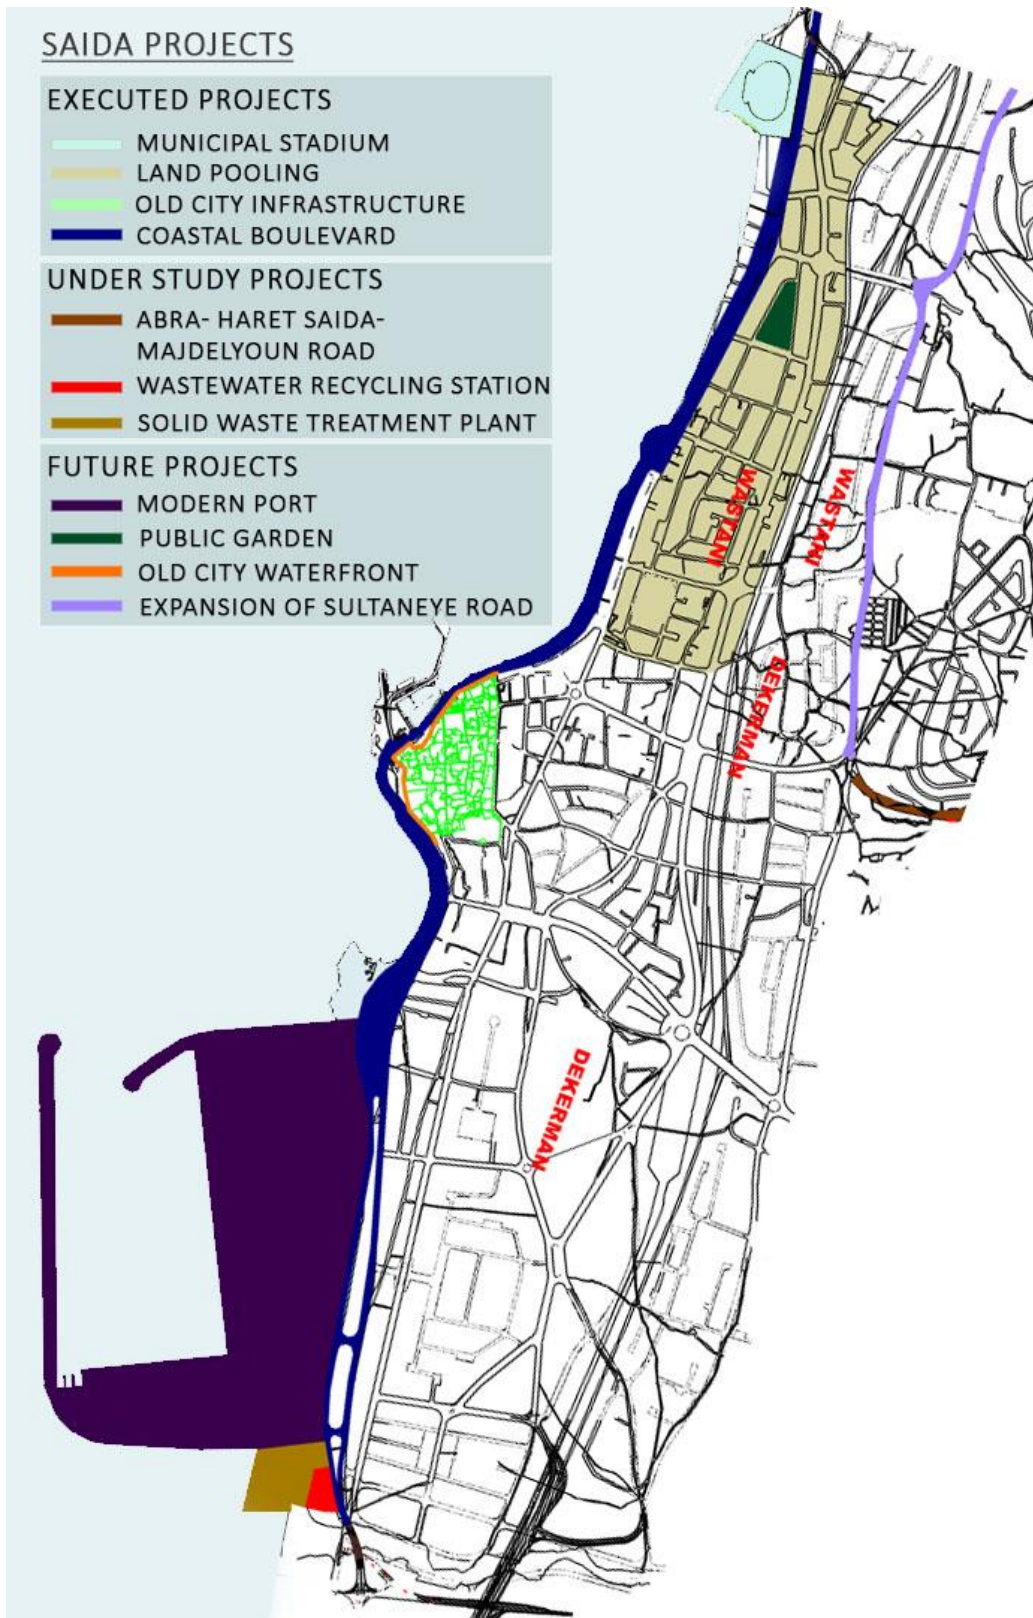 SAIDA PROJECTS
EXECUTED PROJECTS
MUNICIPAL STADIUM
LAND POOLING
OLD CITY INFRASTRUCTURE
COASTAL BOULEVARD
UNDER STUDY PROJECTS
ABRA- HARET SAIDA-
MAJDELYOUN ROAD
WASTEWATER RECYCLING STATION
SOLID WASTE TREATMENT PLANT
FUTURE PROJECTS
MODERN PORT
PUBLIC GARDEN
OLD CITY WATERFRONT
EXPANSION OF SULTANEYE ROAD
WASTANI
WASTANI
DEKERMAN
DEKERMAN